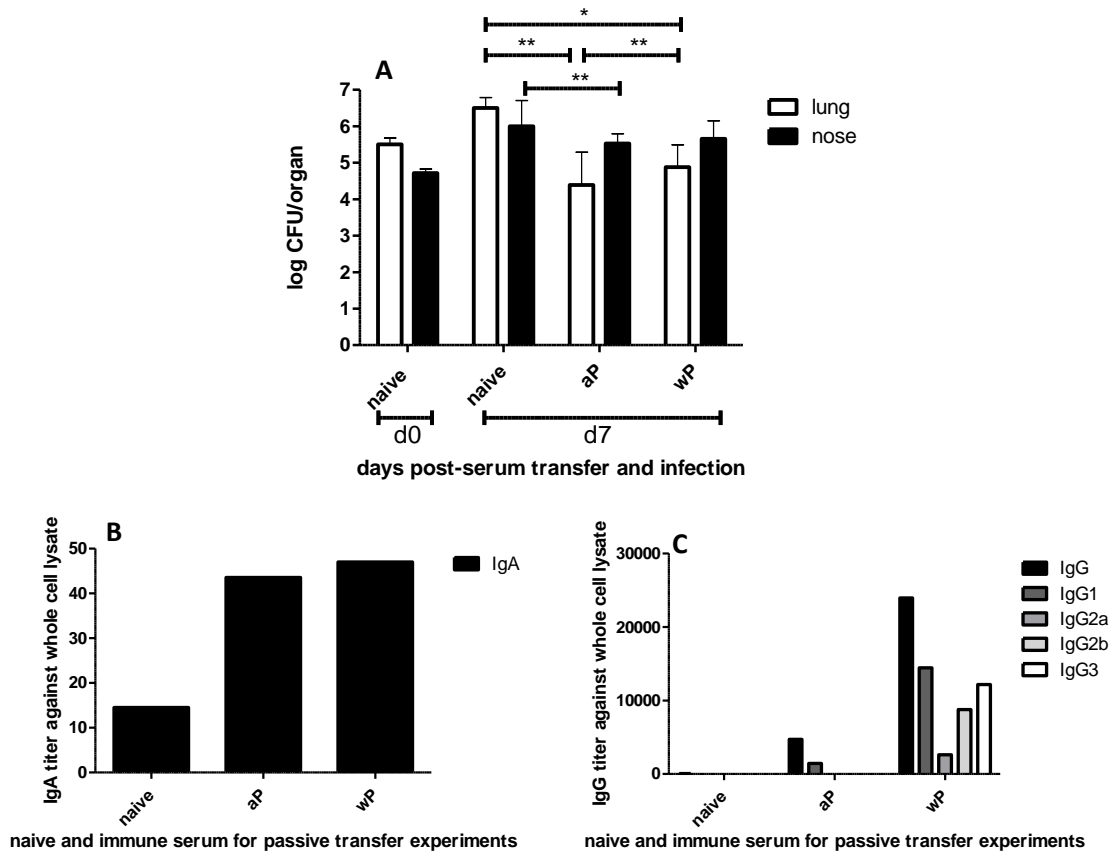 *
**
**
A
**
7
6
5
4
3
2
1
0
log CFU/organ
lung
nose
naive
naive
aP
wP
d0
d7
days post-serum transfer and infection
B
50
40
30
20
10
0
IgA titer against whole cell lysate
IgA
naive
aP
wP
naive and immune serum for passive transfer experiments
C
30000
20000
10000
0
IgG titer against whole cell lysate
IgG
IgG1
IgG2a
IgG2b
IgG3
naive
aP
wP
naive and immune serum for passive transfer experiments